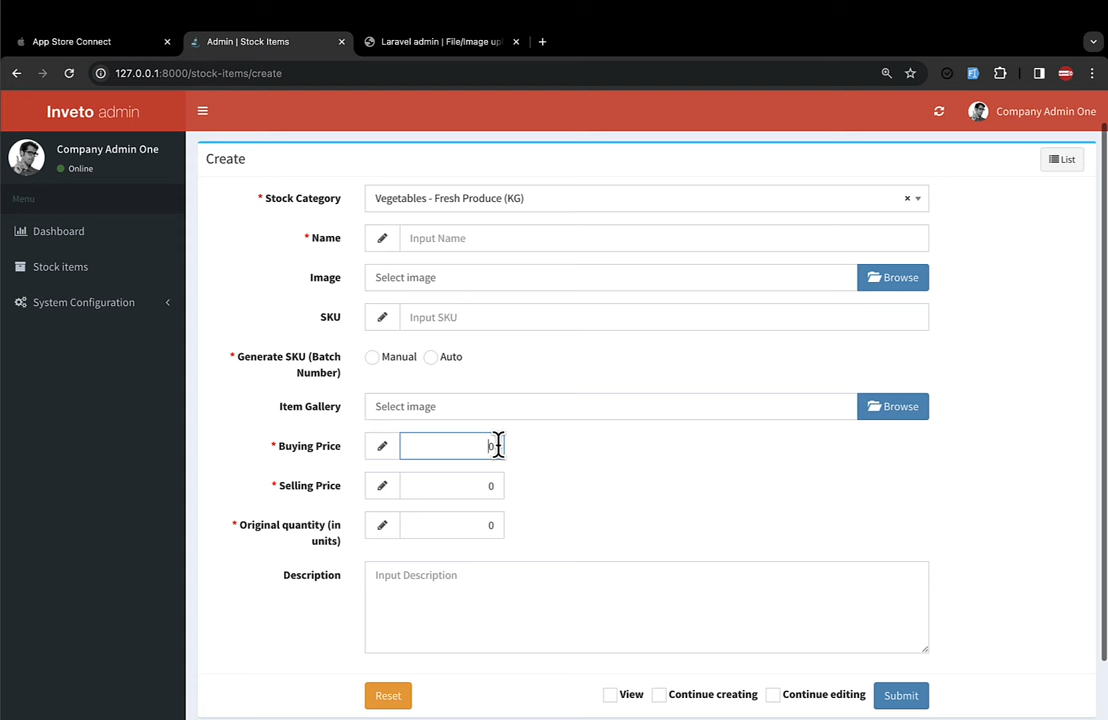 App Store Connect
Admin | Stock Items
Laravel admin | File/Image up
127.0.0.1:8000/stock-items/create
Inveto admin
Company Admin One
Company Admin One
Online
Menu
Dashboard
Stock items
System Configuration
Create
List
* Stock Category
Vegetables - Fresh Produce (KG)
* Name
Input Name
Image
Select image
Browse
SKU
Input SKU
* Generate SKU (Batch
Number)
Manual
Auto
Item Gallery
Select image
Browse
* Buying Price
0
* Selling Price
0
* Original quantity (in
units)
0
Description
Input Description
Reset
View
Continue creating
Continue editing
Submit